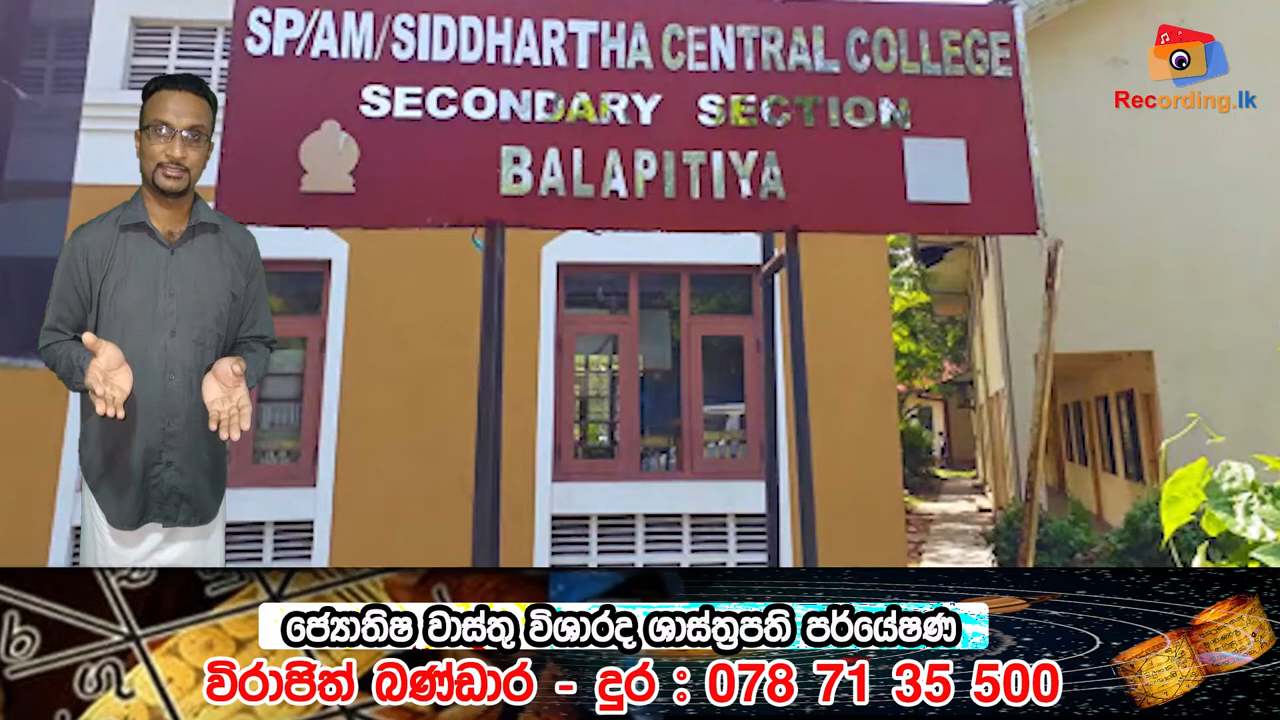 SP/AM/SIDDHARTHA CENTRAL COLLEGE
SECONDARY SECTION
BALAPITIYA
Recording.lk
ජ්‍යොතිෂ වාස්තු විශාරද ශාස්ත්‍රපති පර්යේෂණ
විරාජිත් බණ්ඩාර - දුර : 078 71 35 500